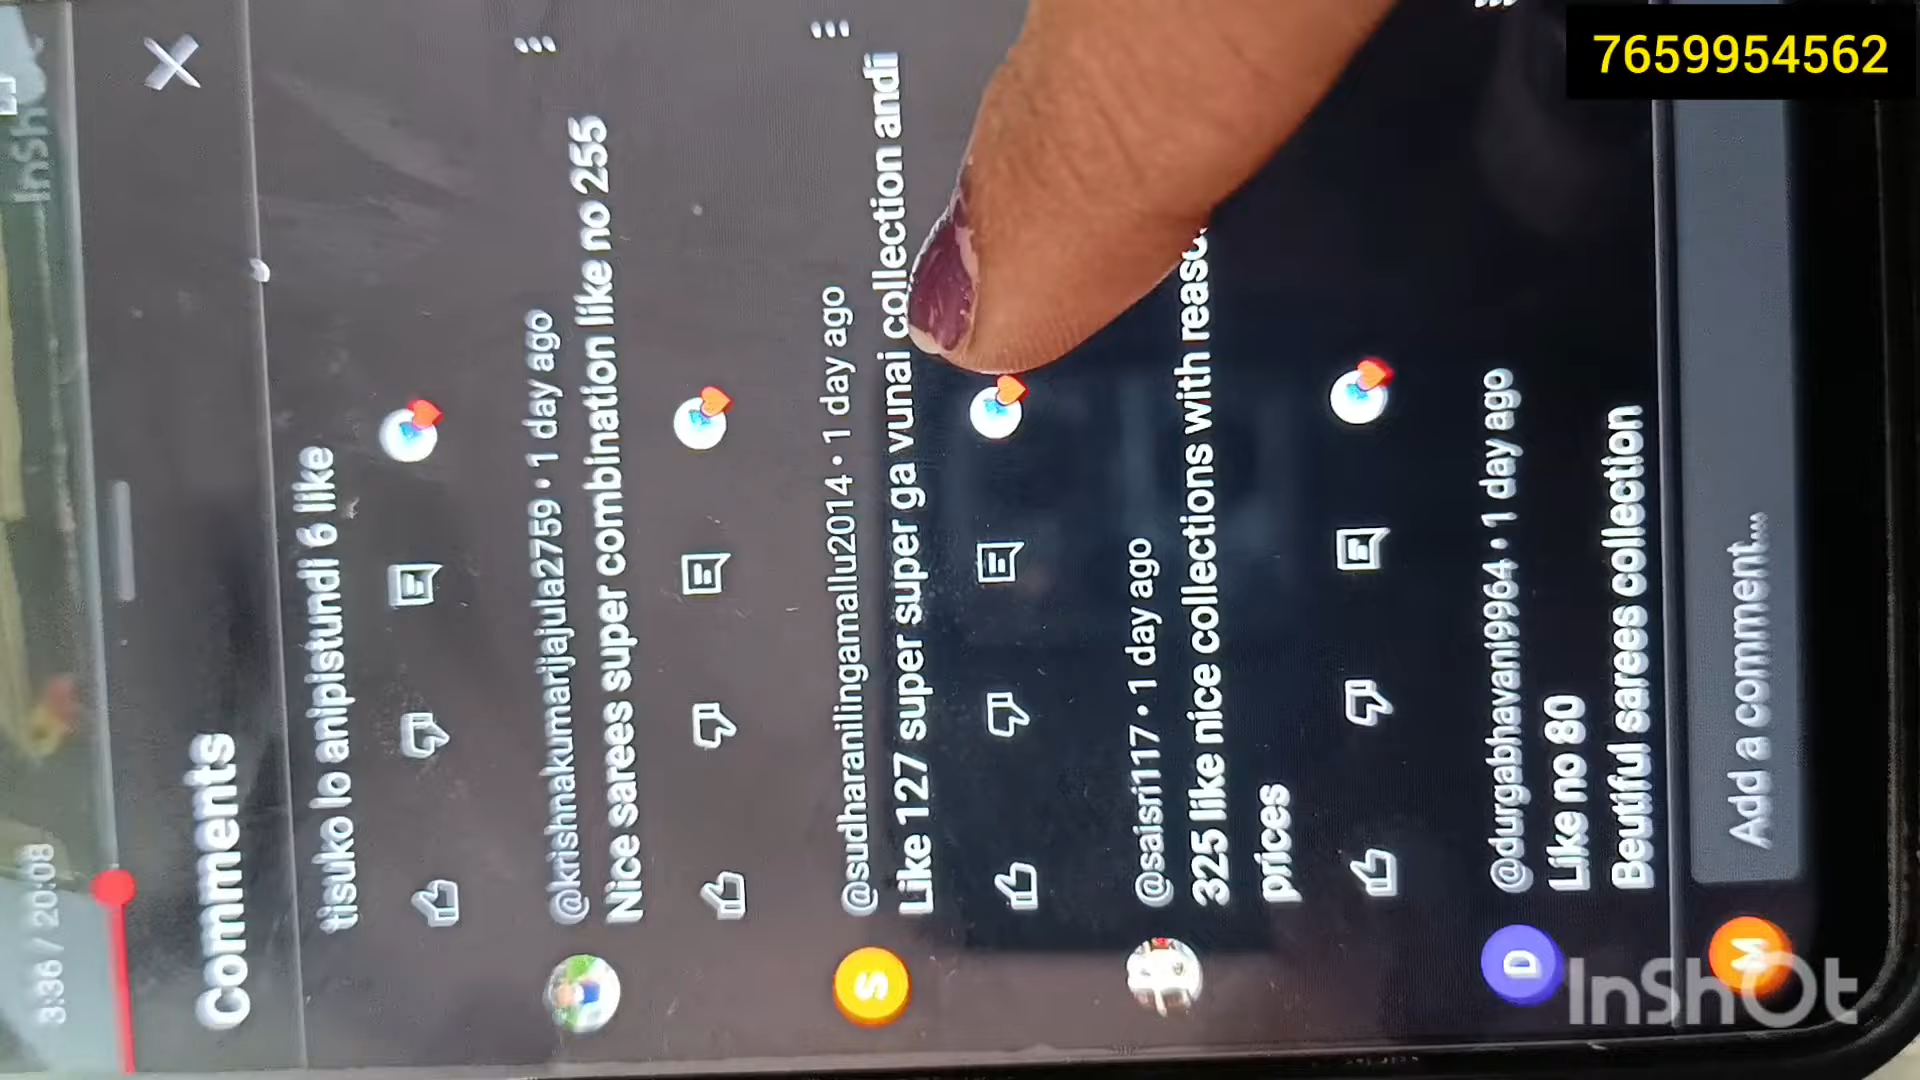 7659954562
InShot
3:36 / 20:08
Comments
tisuko lo anipistundi 6 like
@krishnakumarijajula2759 • 1 day ago
Nice sarees super combination like no 255
@sudharanilingamallu2014 • 1 day ago
Like 127 super super ga vunai collection andi
S
@saisri117 • 1 day ago
325 like nice collections with
prices
@durgabhavani9964 • 1 day ago
Like no 80
Beutiful sarees collection
D
Add a comment...
M
InShot